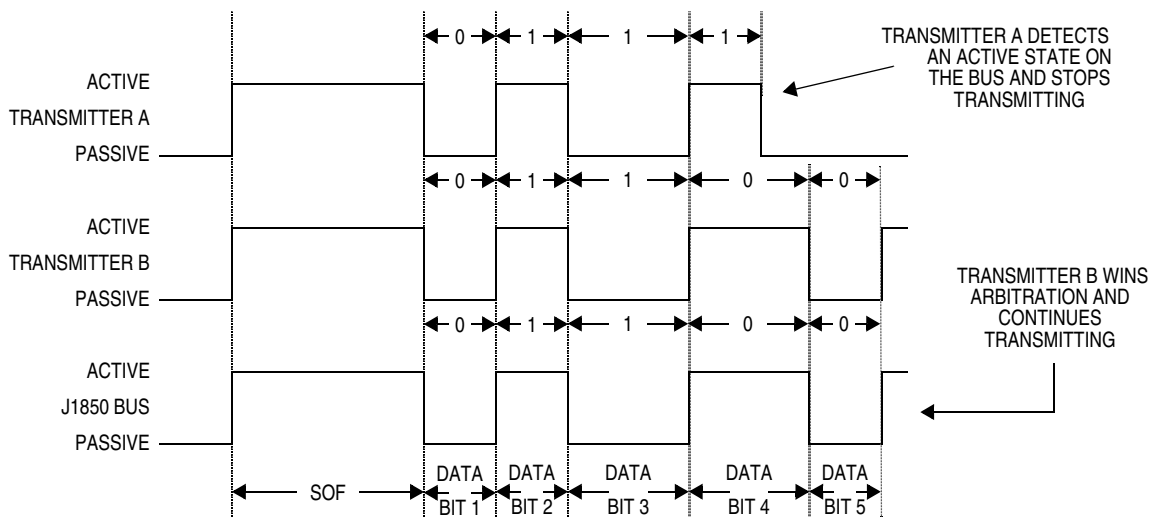 0 1 1 1
TRANSMITTER A DETECTS
AN ACTIVE STATE ON
THE BUS AND STOPS
TRANSMITTING
ACTIVE
TRANSMITTER A
PASSIVE
0 1 1 0 0
ACTIVE
TRANSMITTER B
PASSIVE
TRANSMITTER B WINS
ARBITRATION AND
CONTINUES
TRANSMITTING
0 1 1 0 0
ACTIVE
J1850 BUS
PASSIVE
SOF
DATA
BIT 1
DATA
BIT 2
DATA
BIT 3
DATA
BIT 4
DATA
BIT 5